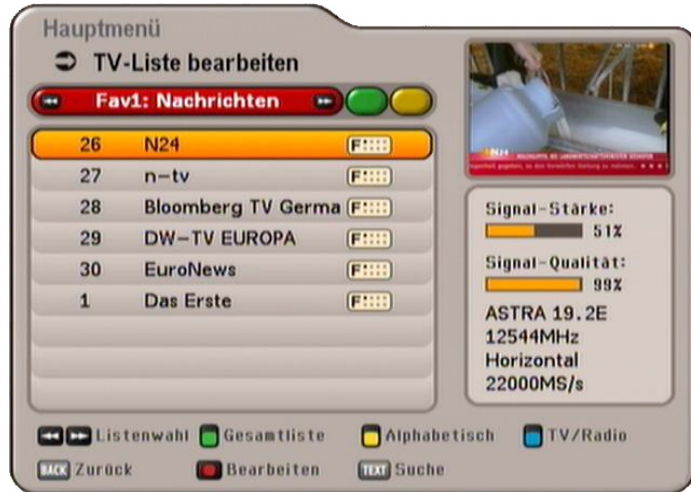 Hauptmenü
TV-Liste bearbeiten
Fav1: Nachrichten
26 N24 F
27 n-tv F
28 Bloomberg TV Germa F
29 DW-TV EUROPA F
30 EuroNews F
1 Das Erste F
N24
Signal-Stärke:
51%
Signal-Qualität:
99%
ASTRA 19.2E
12544MHz
Horizontal
22000MS/s
Listenwahl Gesamtliste Alphabetisch TV/Radio
BACK Zurück Bearbeiten TEXT Suche